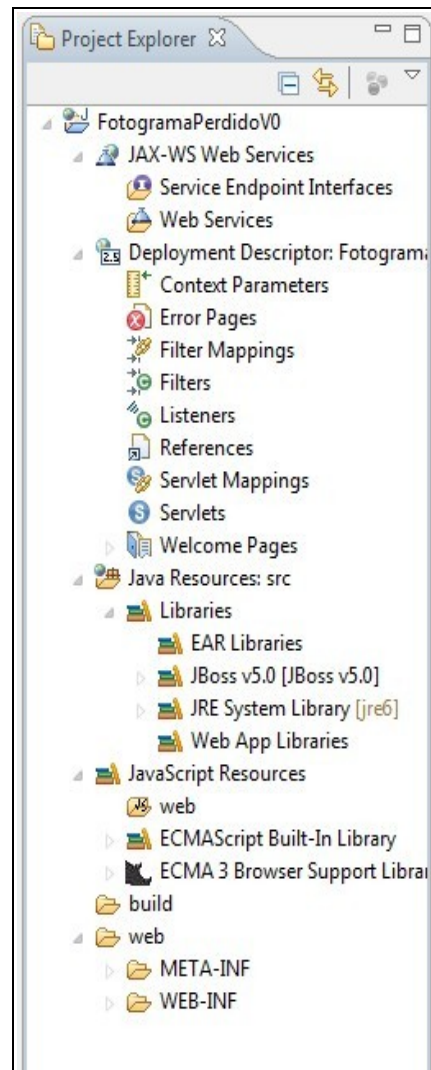 Project Explorer
FotogramaPerdidoV0
JAX-WS Web Services
Service Endpoint Interfaces
Web Services
2.5 Deployment Descriptor: Fotograma
Context Parameters
Error Pages
Filter Mappings
Filters
Listeners
References
Servlet Mappings
Servlets
Welcome Pages
Java Resources: src
Libraries
EAR Libraries
JBoss v5.0 [JBoss v5.0]
JRE System Library [jre6]
Web App Libraries
JavaScript Resources
web
ECMAScript Built-In Library
ECMA 3 Browser Support Librar
build
web
META-INF
WEB-INF